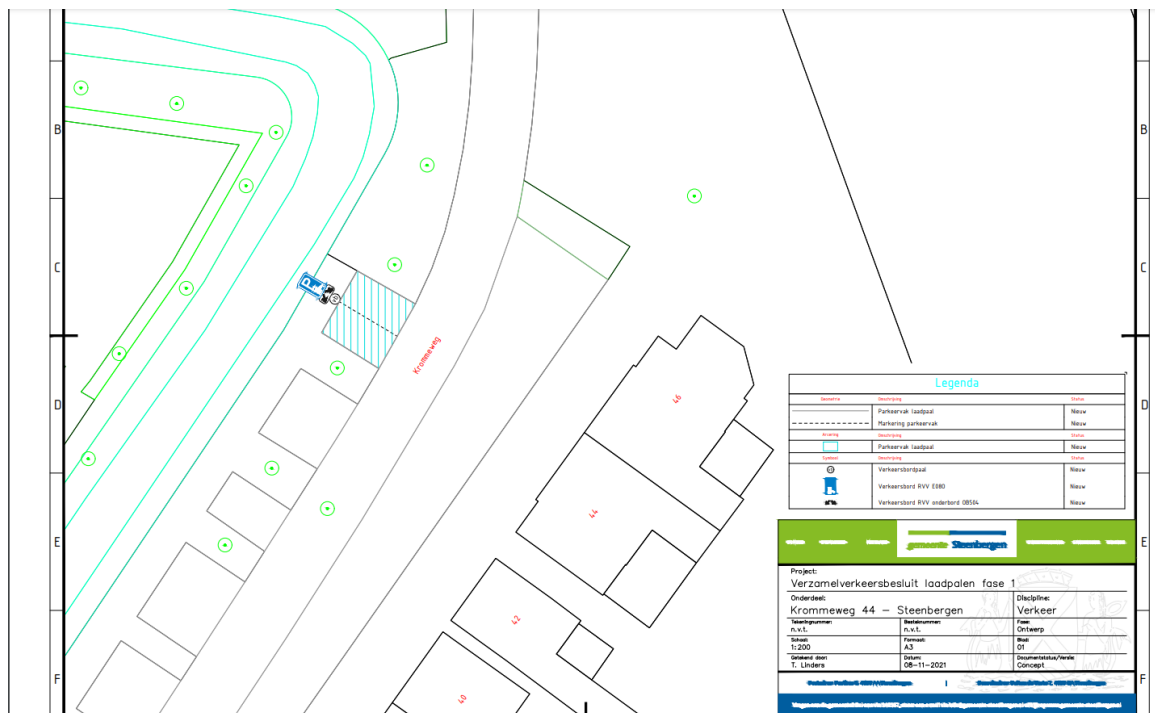 B
B
C
C
D
D
E
E
F
F
Krommeweg
46
44
42
40
Legenda
Geometrie Omschrijving Status
Parkeervak laadpaal Nieuw
Markering parkeervak Nieuw
Arcering Omschrijving Status
Parkeervak laadpaal Nieuw
Symbool Omschrijving Status
Verkeersbordpaal Nieuw
Verkeersbord RVV E08O Nieuw
Verkeersbord RVV onderbord OB504 Nieuw
gemeente Steenbergen
Project:
Verzamelverkeersbesluit laadpalen fase 1
Onderdeel: Discipline:
Krommeweg 44 - Steenbergen Verkeer
Tekeningnummer: Besteknummer: Fase:
n.v.t. n.v.t. Ontwerp
Schaal: Formaat: Blad:
1:200 A3 01
Getekend door: Datum: Documentstatus/Versie:
T. Linders 08-11-2021 Concept